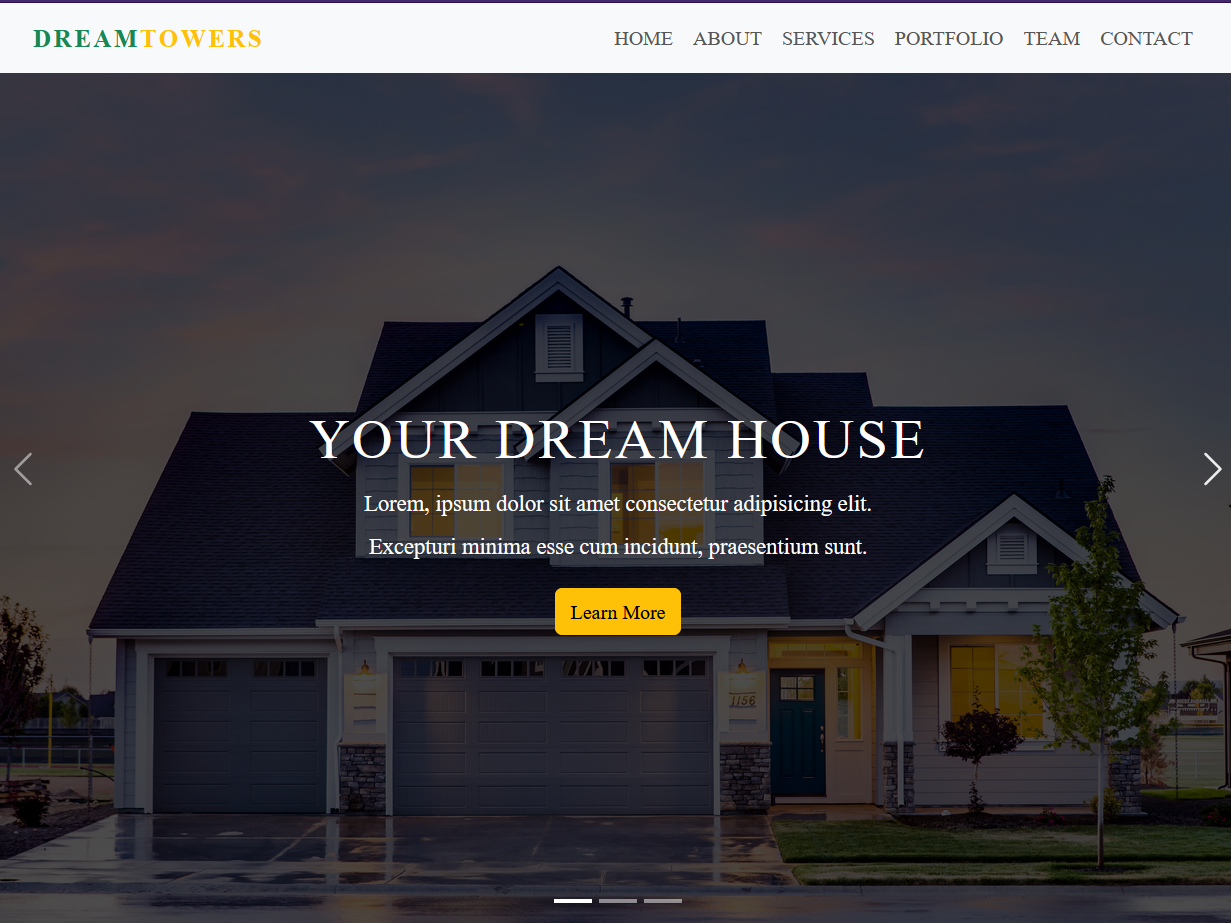 DREAMTOWERS
HOME ABOUT SERVICES PORTFOLIO TEAM CONTACT
YOUR DREAM HOUSE
Lorem, ipsum dolor sit amet consectetur adipisicing elit.
Excepturi minima esse cum incidunt, praesentium sunt.
Learn More
1156